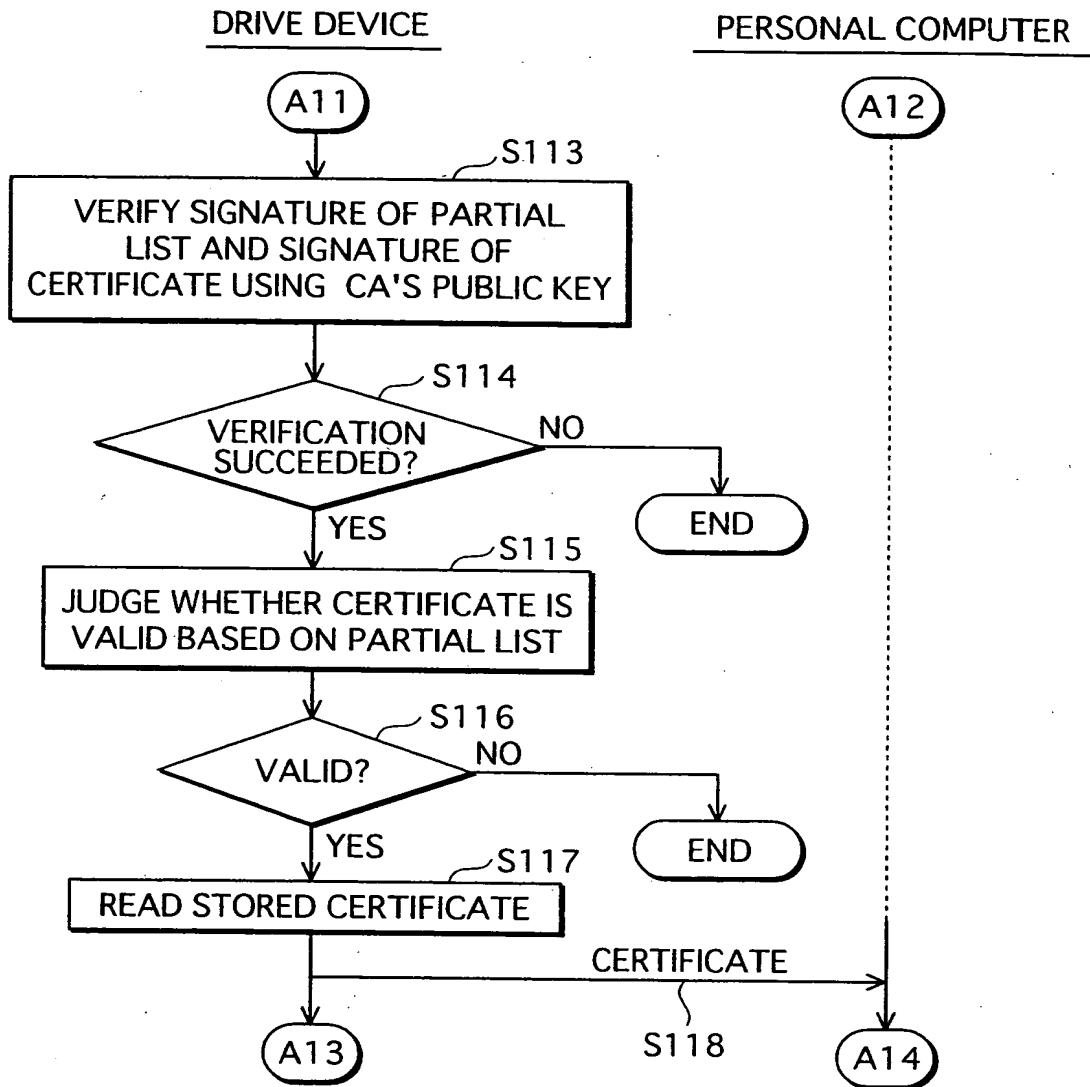 DRIVE DEVICE
PERSONAL COMPUTER
A11
A12
S113
VERIFY SIGNATURE OF PARTIAL
LIST AND SIGNATURE OF
CERTIFICATE USING CA'S PUBLIC KEY
S114
VERIFICATION
SUCCEEDED?
NO
END
YES
S115
JUDGE WHETHER CERTIFICATE IS
VALID BASED ON PARTIAL LIST
S116
VALID?
NO
END
YES
S117
READ STORED CERTIFICATE
CERTIFICATE
S118
A13
A14